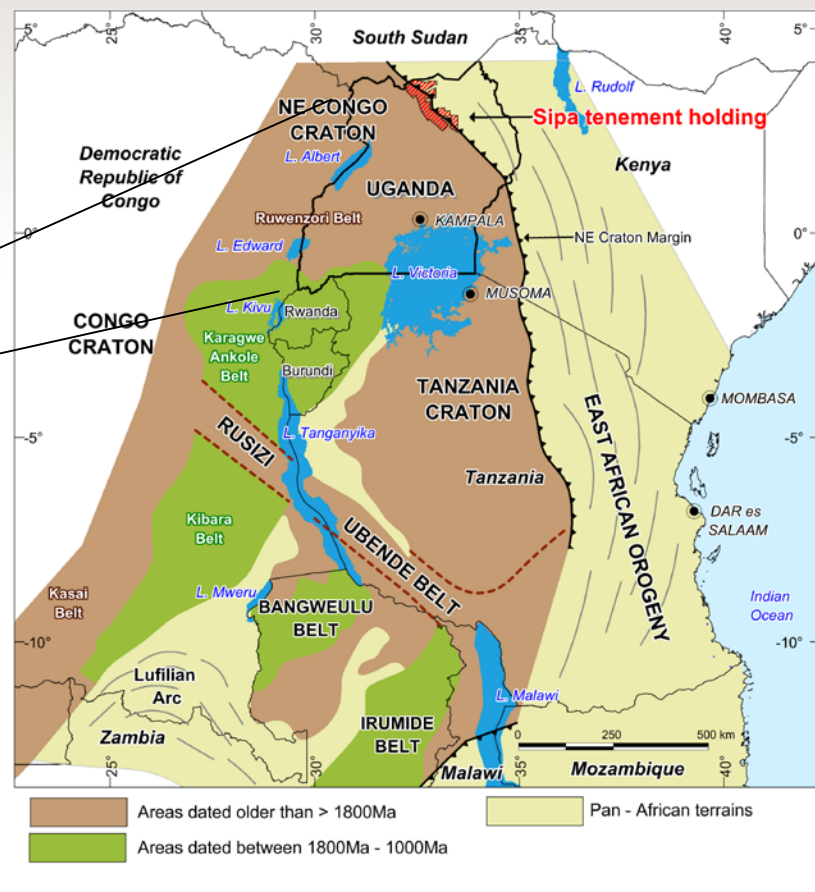 5°
25°
30°
35°
40°
5°
South Sudan
L. Rudolf
NE CONGO
CRATON
Sipa tenement holding
Democratic
Republic of
Congo
L. Albert
Kenya
UGANDA
Ruwenzori Belt
KAMPALA
0°
0°
L. Edward
NE Craton Margin
L. Victoria
MUSOMA
L. Kivu
Rwanda
CONGO
CRATON
Karagwe
Ankole
Belt
Burundi
TANZANIA
CRATON
MOMBASA
-5°
-5°
RUSIZI
L. Tanganyika
EAST AFRICAN OROGENY
Tanzania
DAR es
SALAAM
Kibara
Belt
UBENDE BELT
Kasai
Belt
L. Mweru
BANGWEULU
BELT
Indian
Ocean
-10°
-10°
Lufilian
Arc
L. Malawi
IRUMIDE
BELT
Zambia
0
250
500 km
Malawi
Mozambique
25°
30°
35°
40°
Areas dated older than > 1800Ma
Pan - African terrains
Areas dated between 1800Ma - 1000Ma